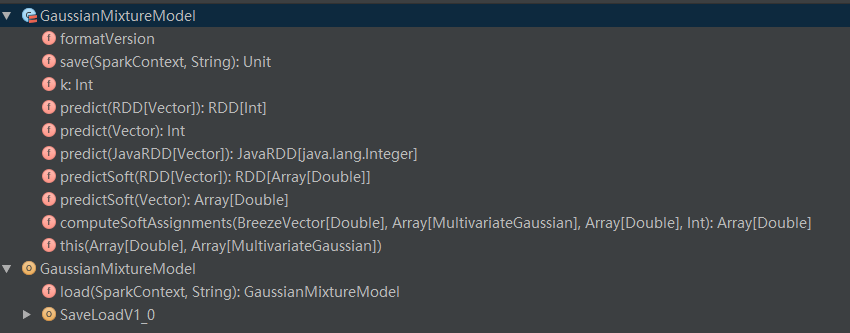 GaussianMixtureModel
formatVersion
save(SparkContext, String): Unit
k: Int
predict(RDD[Vector]): RDD[Int]
predict(Vector): Int
predict(JavaRDD[Vector]): JavaRDD[java.lang.Integer]
predictSoft(RDD[Vector]): RDD[Array[Double]]
predictSoft(Vector): Array[Double]
computeSoftAssignments(BreezeVector[Double], Array[MultivariateGaussian], Array[Double], Int): Array[Double]
this(Array[Double], Array[MultivariateGaussian])
GaussianMixtureModel
load(SparkContext, String): GaussianMixtureModel
SaveLoadV1_0